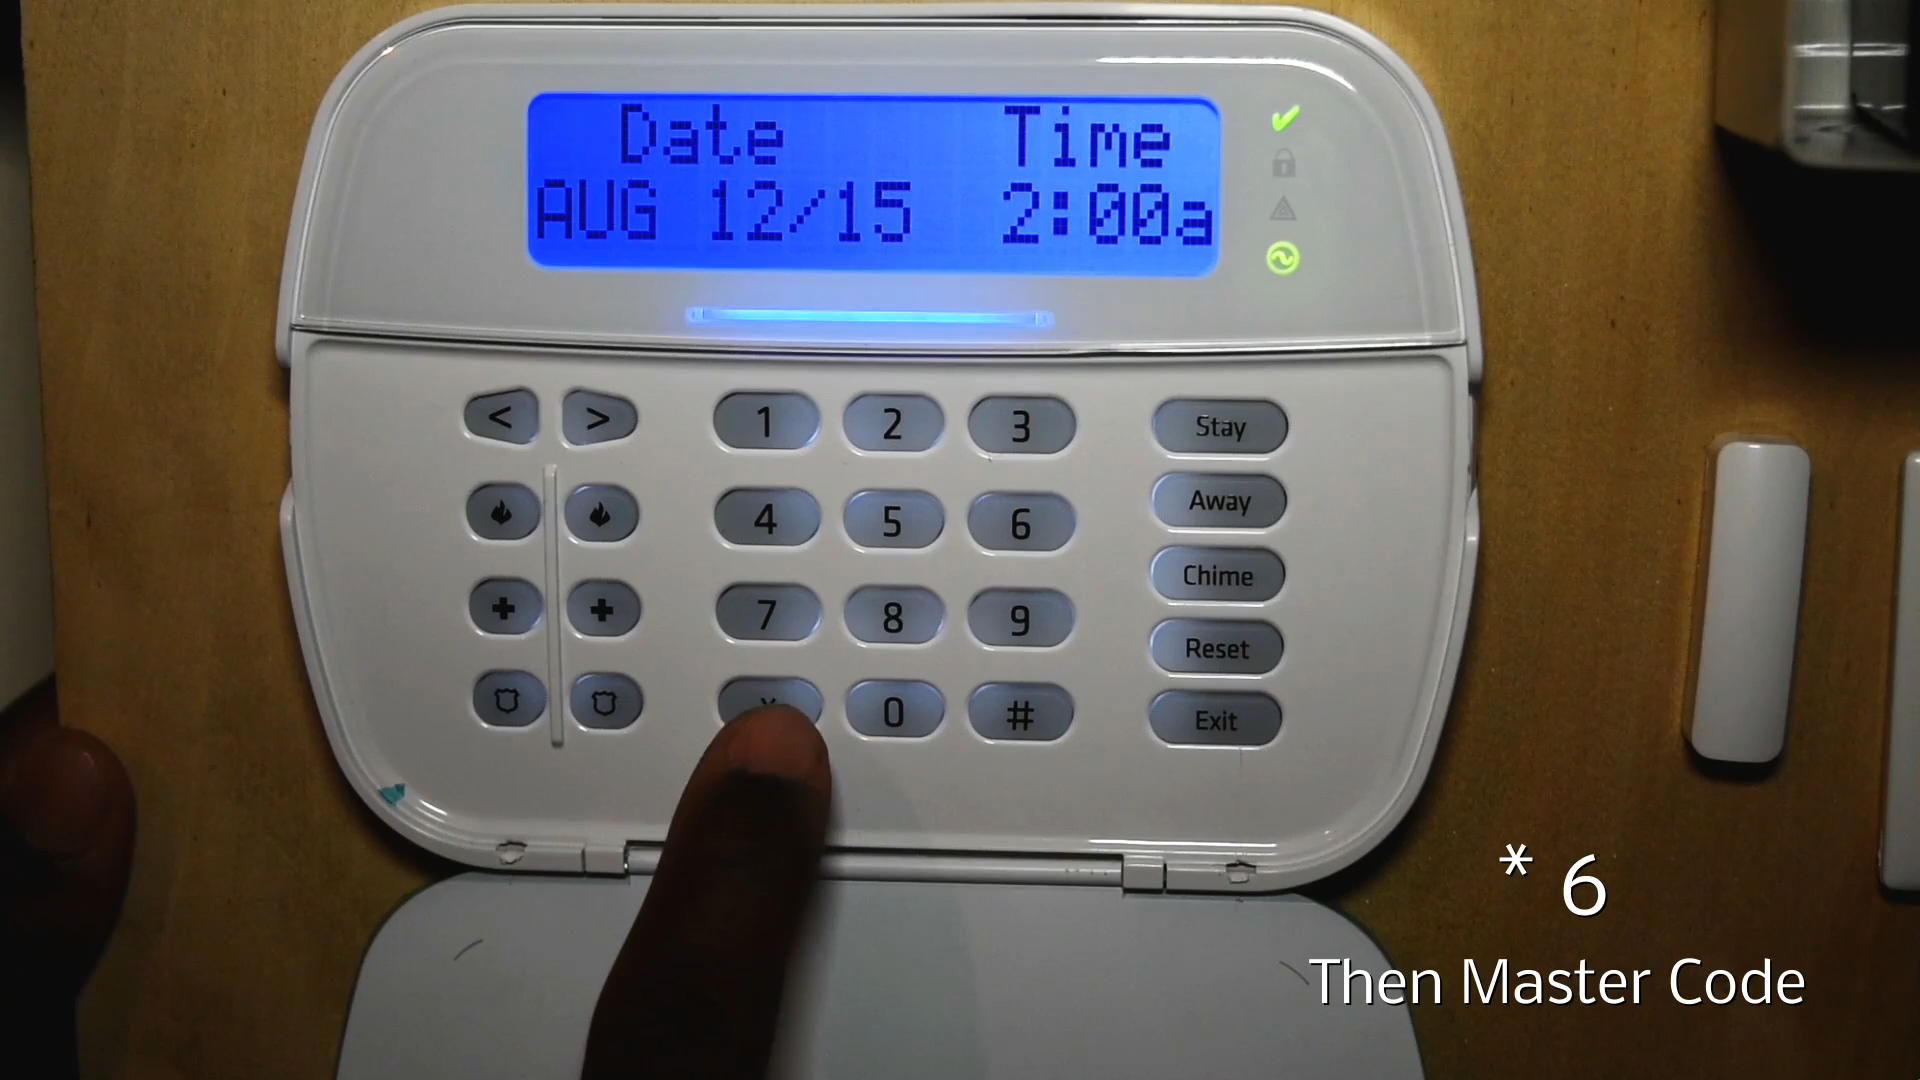 Date Time
AUG 12/15 2:00a
< > 1 2 3 Stay
4 5 6 Away
Chime
7 8 9 Reset
0 # Exit
* 6
Then Master Code